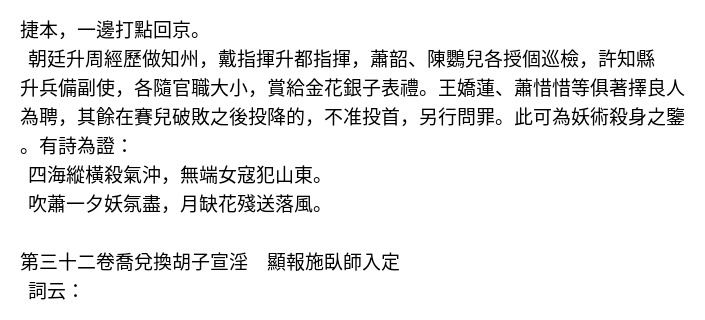 捷本，一邊打點回京。
朝廷升周經歷做知州，戴指揮升都指揮，蕭韶、陳鸚兒各授個巡檢，許知縣
升兵備副使，各隨官職大小，賞給金花銀子表禮。王嬌蓮、蕭惜惜等俱著擇良人
為聘，其餘在賽兒破敗之後投降的，不准投首，另行問罪。此可為妖術殺身之鑒
。有詩為證：
四海縱橫殺氣沖，無端女寇犯山東。
吹蕭一夕妖氛盡，月缺花殘送落風。
第三十二卷喬兌換胡子宣淫　顯報施臥師入定
詞云：